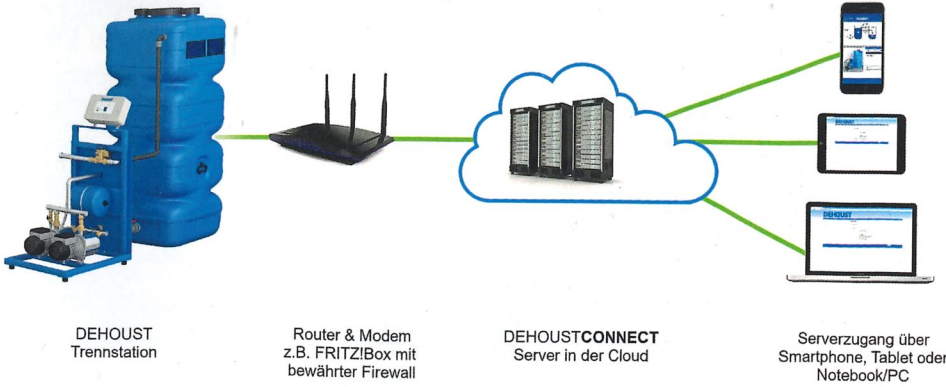 DEHOUST
DEHOUST
Trennstation
Router & Modem
z.B. FRITZ!Box mit
bewährter Firewall
DEHOUSTCONNECT
Server in der Cloud
Serverzugang über
Smartphone, Tablet oder
Notebook/PC